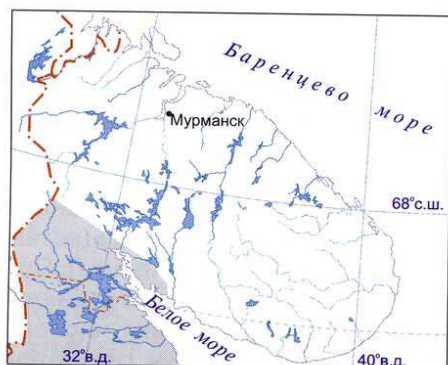 Баренцево море
Мурманск
68°с.ш.
Белое море
32°в.д.
40°в.д.